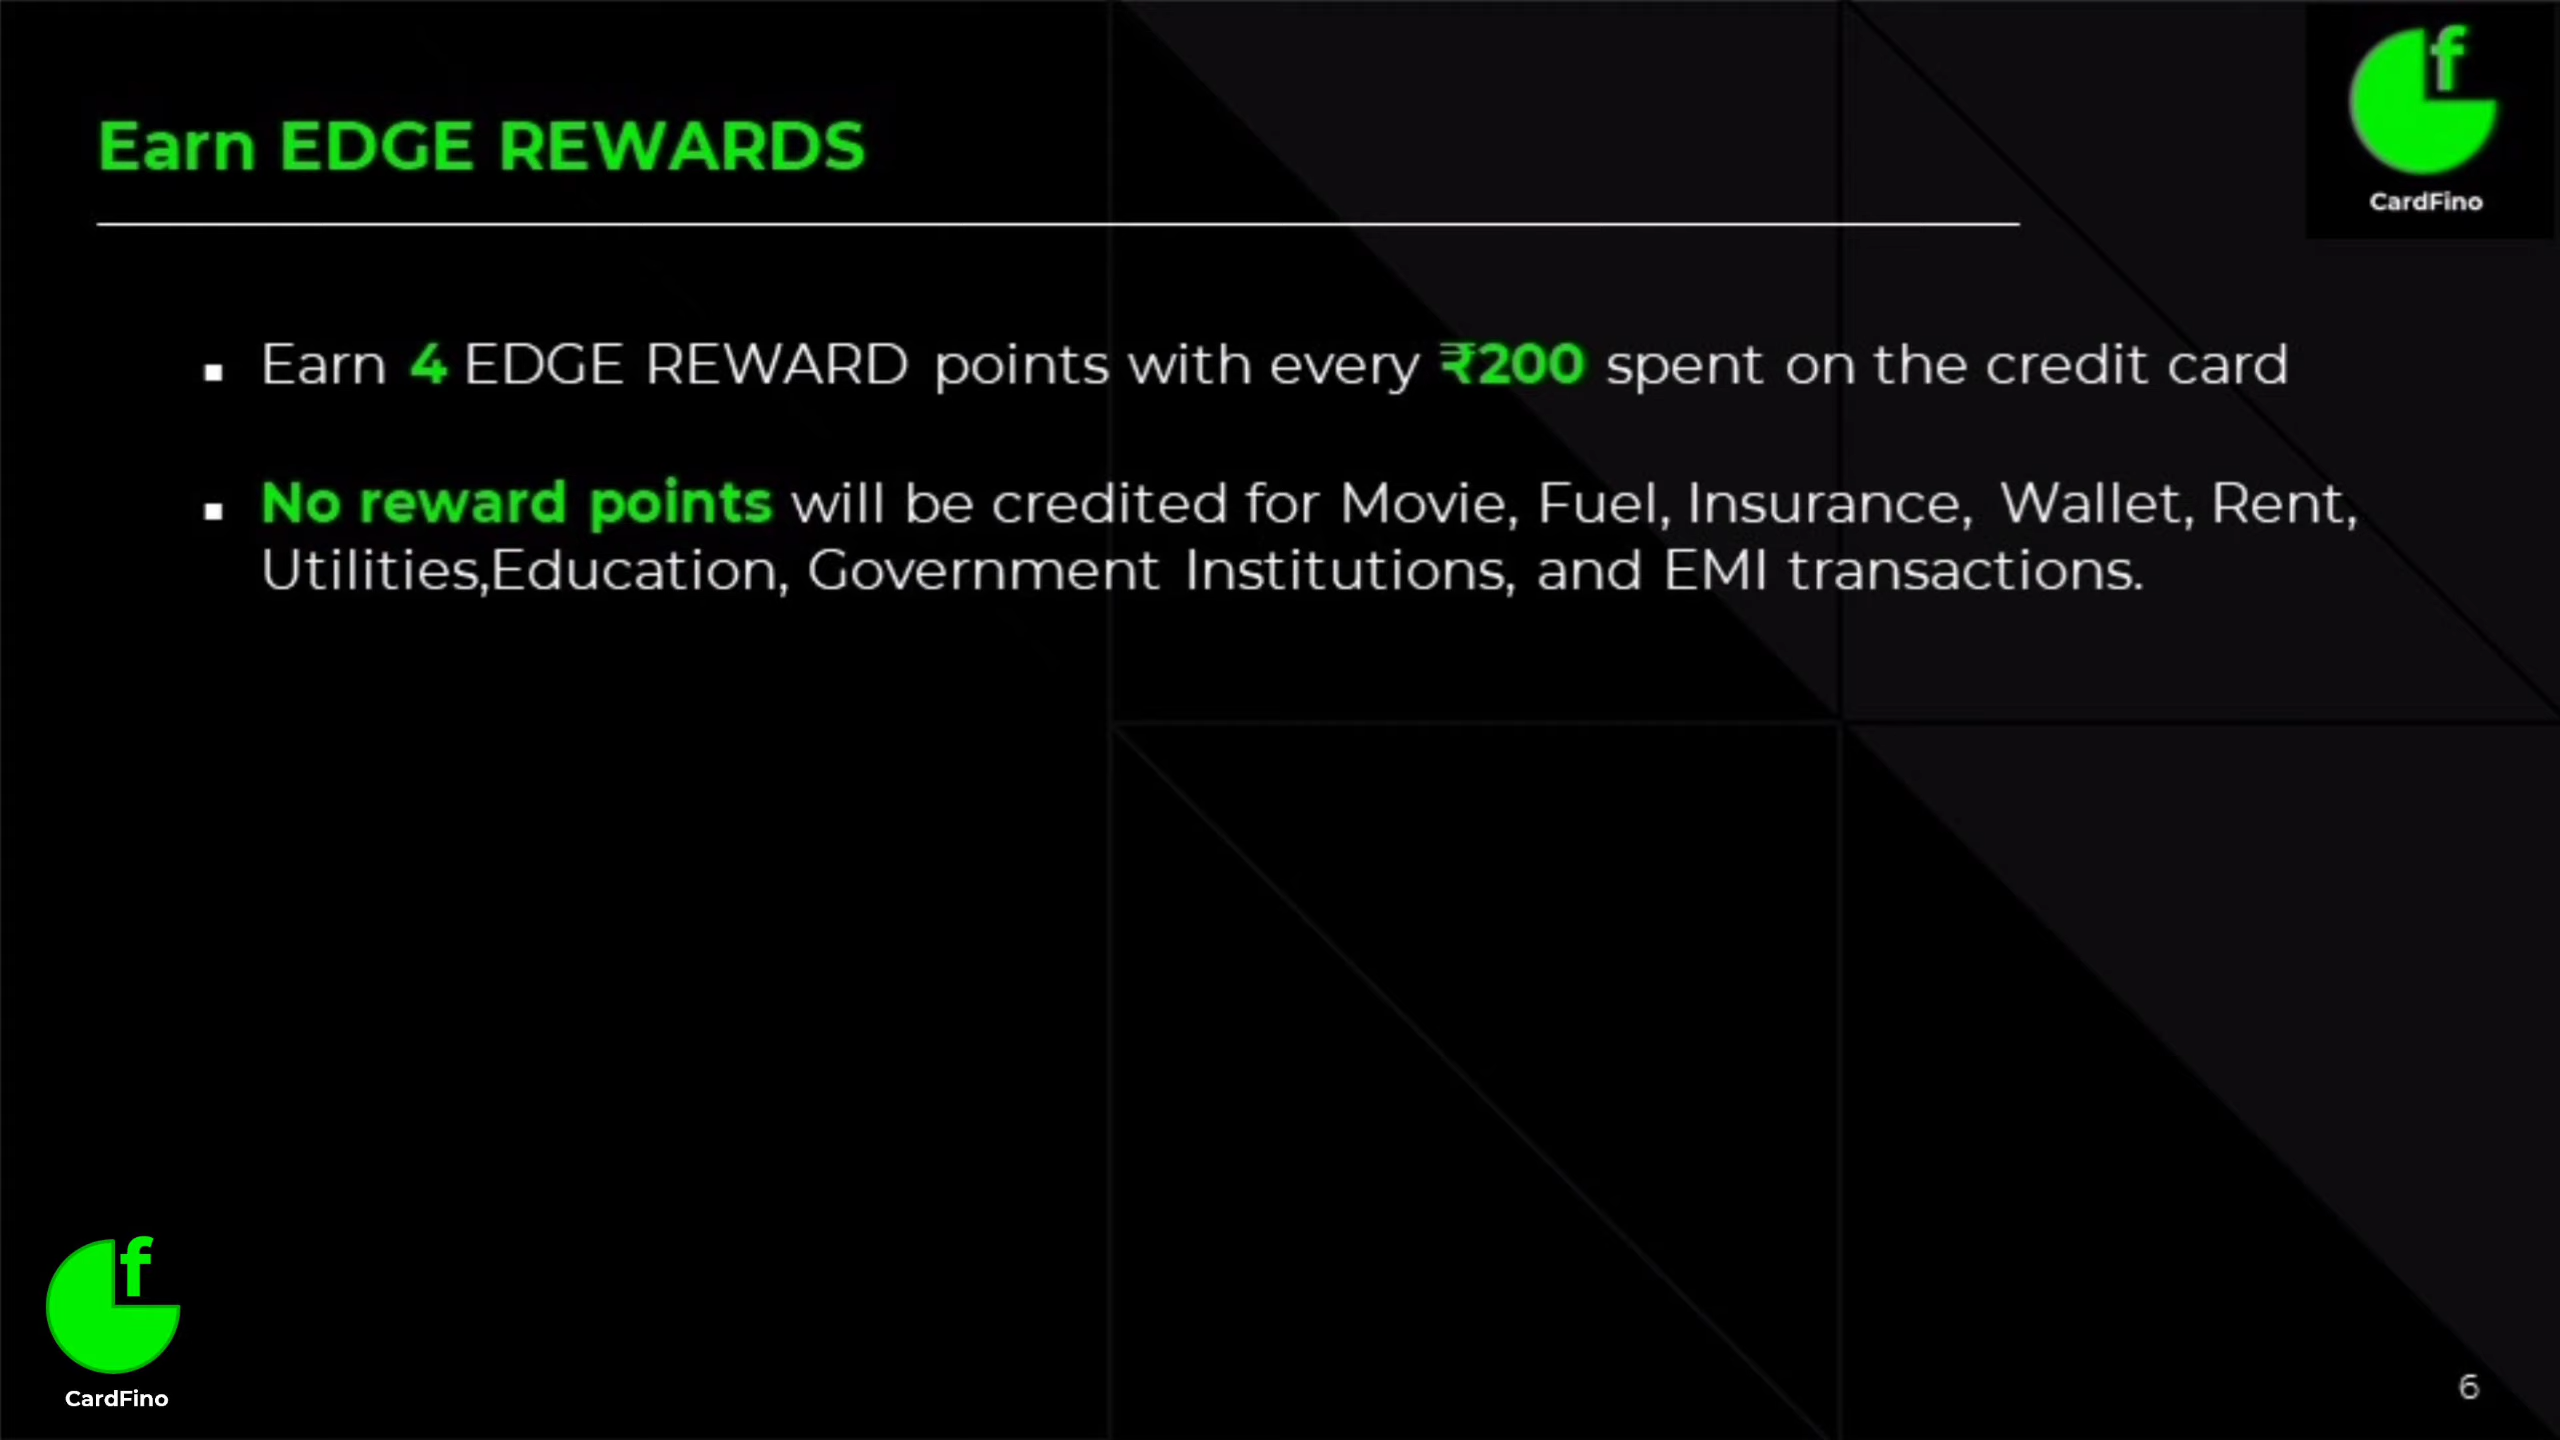 f
CardFino
Earn EDGE REWARDS
▪ Earn 4 EDGE REWARD points with every ₹200 spent on the credit card
▪ No reward points will be credited for Movie, Fuel, Insurance, Wallet, Rent,
Utilities,Education, Government Institutions, and EMI transactions.
f
CardFino
6